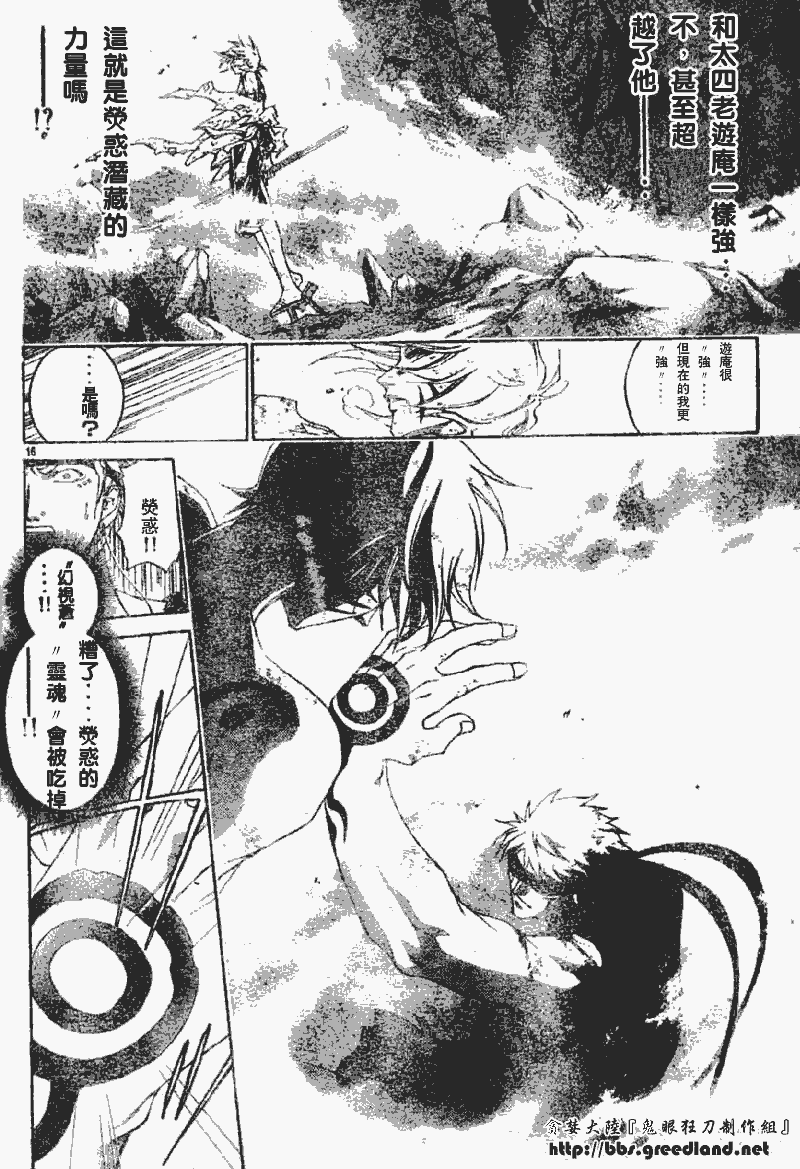 和太四老遊庵一樣強‥
不，甚至超
越了他——‥
這就是熒惑潛藏的
力量嗎
——!?
遊庵很
〃強〃‥‥
但現在的我更
〃強〃‥‥
‥‥是嗎?
16
熒惑!!
〝幻視蒼〞
‥‥!!
糟了‥‥熒惑的
〃靈魂〃會被吃掉
——!!
貪婪大陸『鬼眼狂刀制作組』
http://bbs.greedland.net